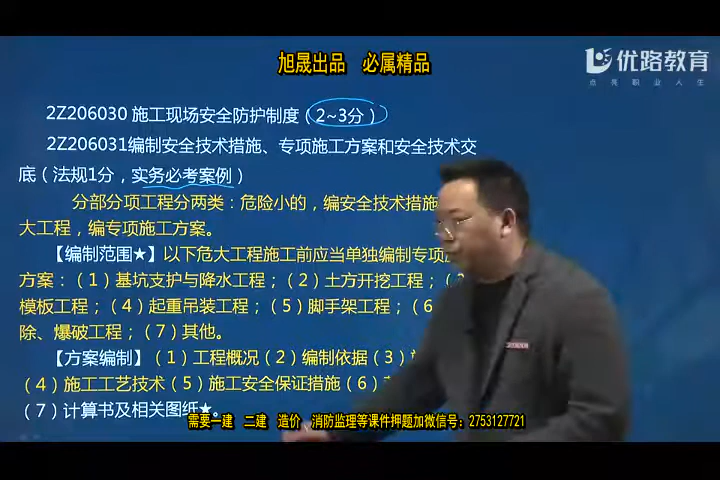 旭晟出品 必属精品
优路教育
点亮职业人生
2Z206030 施工现场安全防护制度（2~3分）
2Z206031编制安全技术措施、专项施工方案和安全技术交
底（法规1分，实务必考案例）
分部分项工程分两类：危险小的，编安全技术措施
大工程，编专项施工方案。
【编制范围★】以下危大工程施工前应当单独编制专项
方案：（1）基坑支护与降水工程；（2）土方开挖工程；
模板工程；（4）起重吊装工程；（5）脚手架工程；（6
除、爆破工程；（7）其他。
【方案编制】（1）工程概况（2）编制依据（3）
（4）施工工艺技术（5）施工安全保证措施（6）
（7）计算书及相关图纸★。
需要一建 二建 造价 消防监理等课件押题加微信号：2753127721